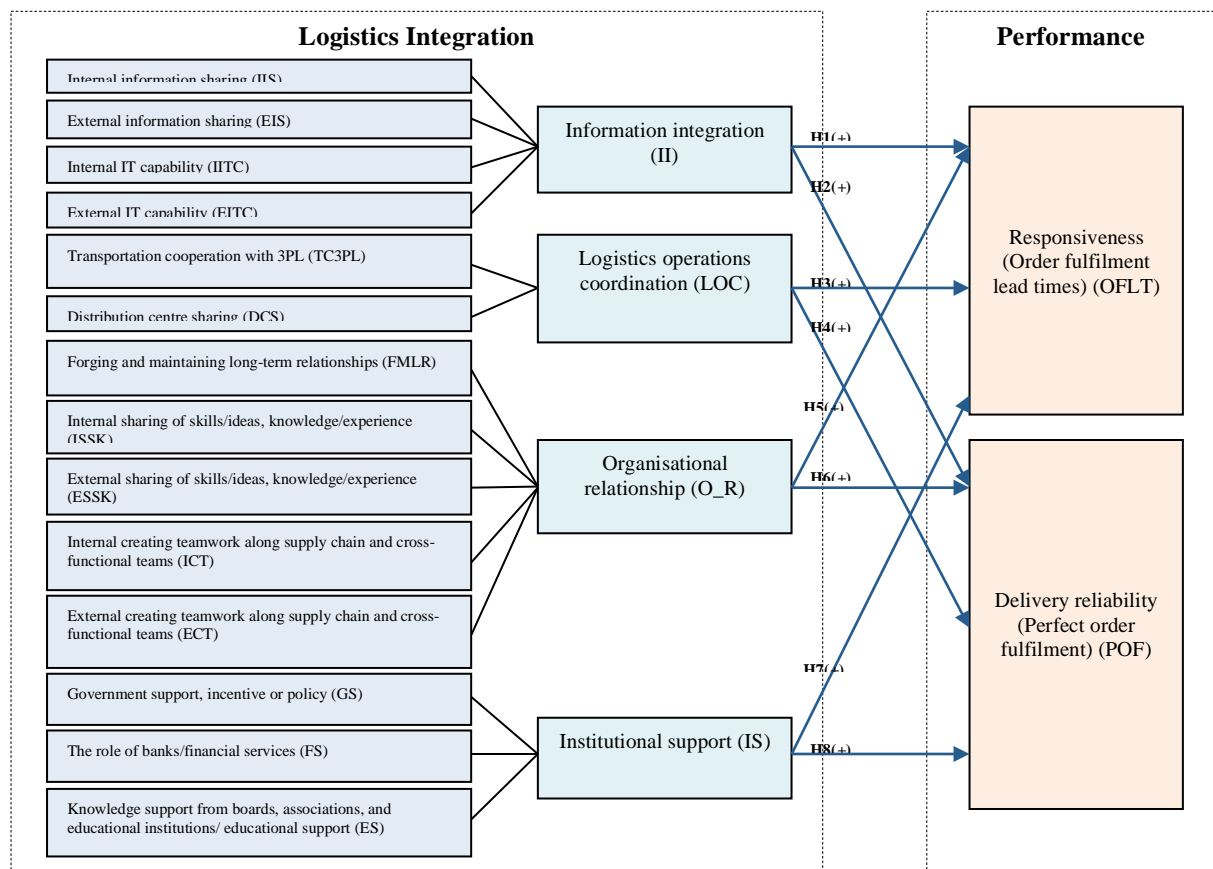 Logistics Integration
Performance
Internal information sharing (IIS)
External information sharing (EIS)
Internal IT capability (IITC)
External IT capability (EITC)
Transportation cooperation with 3PL (TC3PL)
Distribution centre sharing (DCS)
Forging and maintaining long-term relationships (FMLR)
Internal sharing of skills/ideas, knowledge/experience
(ISSK)
External sharing of skills/ideas, knowledge/experience
(ESSK)
Internal creating teamwork along supply chain and cross-
functional teams (ICT)
External creating teamwork along supply chain and cross-
functional teams (ECT)
Government support, incentive or policy (GS)
The role of banks/financial services (FS)
Knowledge support from boards, associations, and
educational institutions/ educational support (ES)
Information integration
(II)
Logistics operations
coordination (LOC)
Organisational
relationship (O_R)
Institutional support (IS)
H1(+)
H2(+)
H3(+)
H4(+)
H5(+)
H6(+)
H7(+)
H8(+)
Responsiveness
(Order fulfilment
lead times) (OFLT)
Delivery reliability
(Perfect order
fulfilment) (POF)